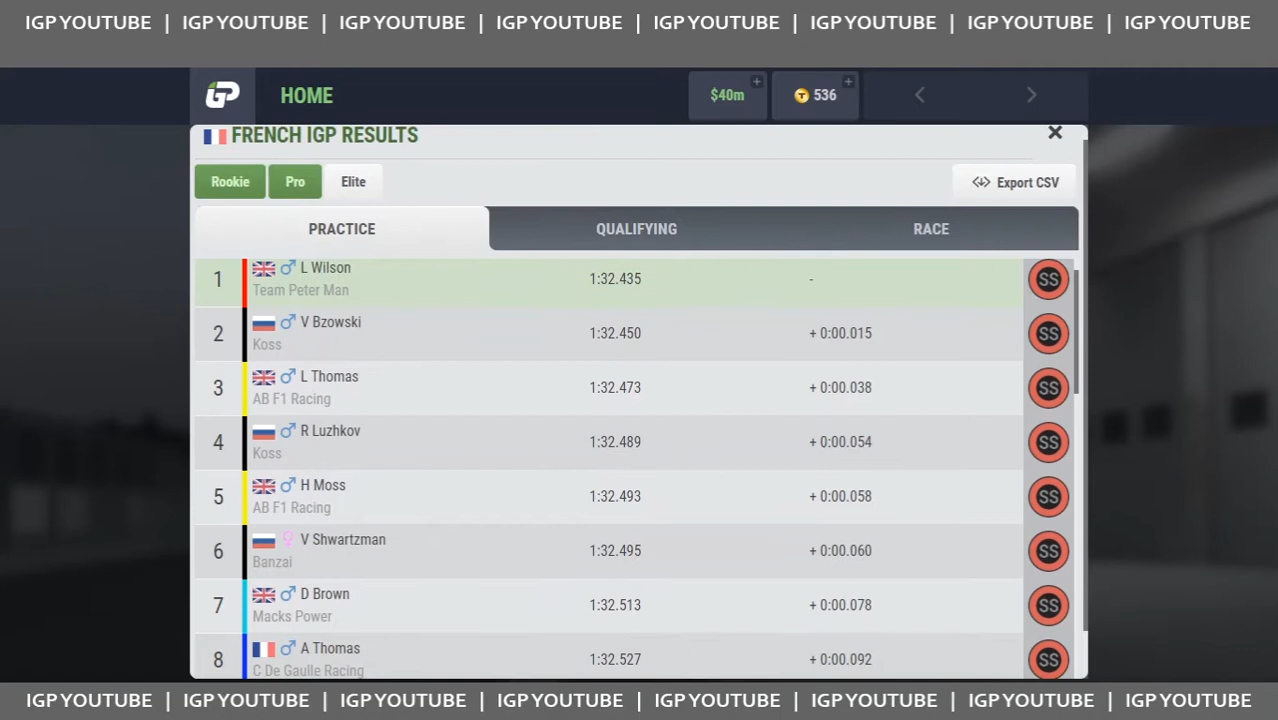 IGP YOUTUBE | IGP YOUTUBE | IGP YOUTUBE | IGP YOUTUBE | IGP YOUTUBE | IGP YOUTUBE | IGP YOUTUBE | IGP YOUTUBE
GP HOME $40m + T 536 +
FRENCH IGP RESULTS
Rookie Pro Elite Export CSV
PRACTICE QUALIFYING RACE
1 L Wilson 1:32.435 - SS
Team Peter Man
2 V Bzowski 1:32.450 + 0:00.015 SS
Koss
3 L Thomas 1:32.473 + 0:00.038 SS
AB F1 Racing
4 R Luzhkov 1:32.489 + 0:00.054 SS
Koss
5 H Moss 1:32.493 + 0:00.058 SS
AB F1 Racing
6 V Shwartzman 1:32.495 + 0:00.060 SS
Banzai
7 D Brown 1:32.513 + 0:00.078 SS
Macks Power
8 A Thomas 1:32.527 + 0:00.092 SS
C De Gaulle Racing
IGP YOUTUBE | IGP YOUTUBE | IGP YOUTUBE | IGP YOUTUBE | IGP YOUTUBE | IGP YOUTUBE | IGP YOUTUBE | IGP YOUTUBE